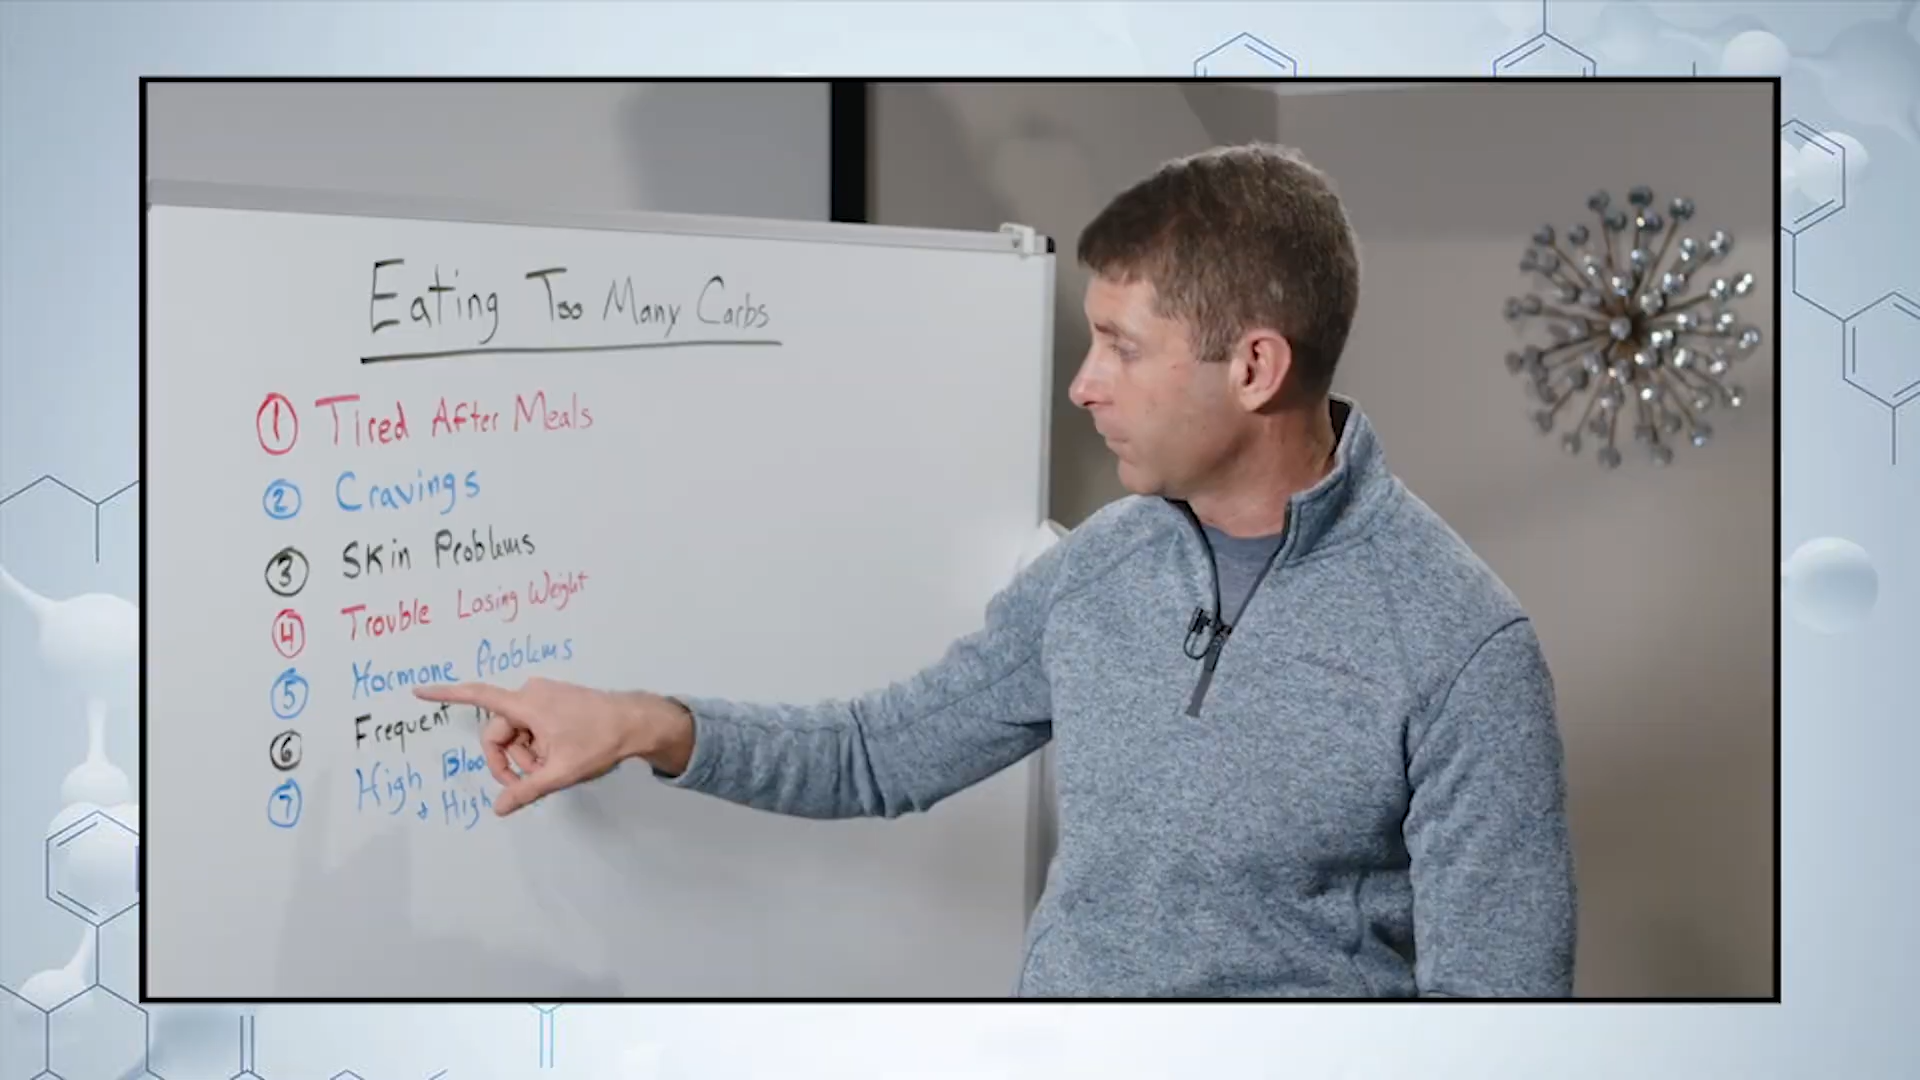 Eating Too Many Carbs
1 Tired After Meals
2 Cravings
3 Skin Problems
4 Trouble Losing Weight
5 Hormone Problems
6 Frequent
7 High
+ High